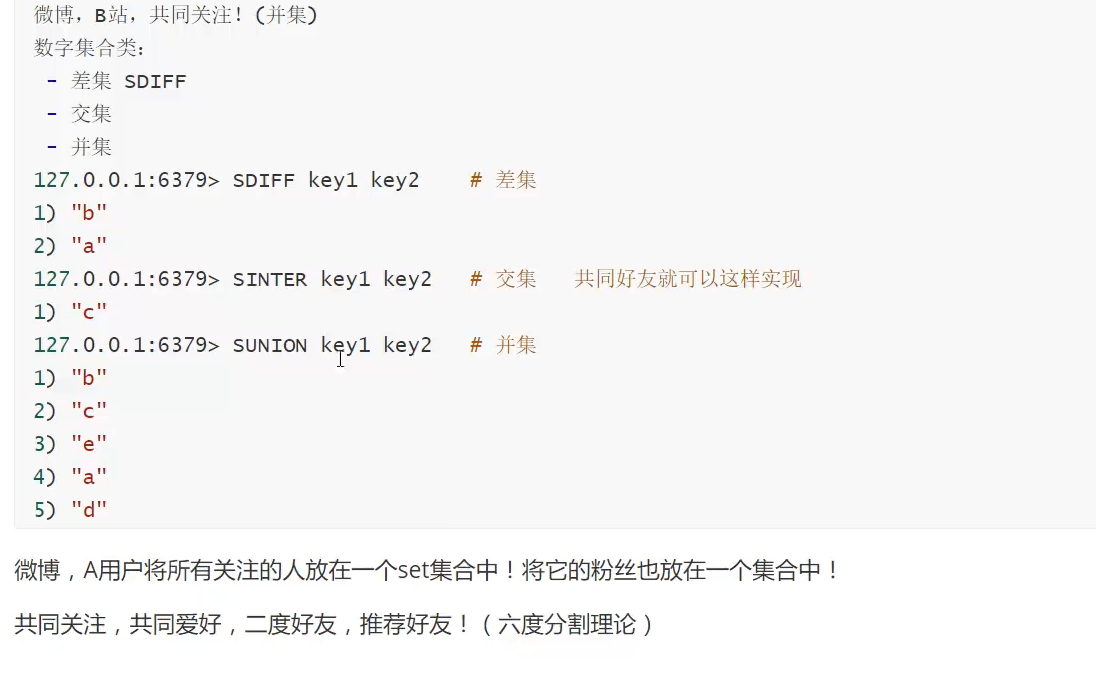 微博，B站，共同关注！(并集)
数字集合类：
- 差集 SDIFF
- 交集
- 并集
127.0.0.1:6379> SDIFF key1 key2 # 差集
1) "b"
2) "a"
127.0.0.1:6379> SINTER key1 key2 # 交集 共同好友就可以这样实现
1) "c"
127.0.0.1:6379> SUNION key1 key2 # 并集
1) "b"
2) "c"
3) "e"
4) "a"
5) "d"
微博，A用户将所有关注的人放在一个set集合中！将它的粉丝也放在一个集合中！
共同关注，共同爱好，二度好友，推荐好友！（六度分割理论）